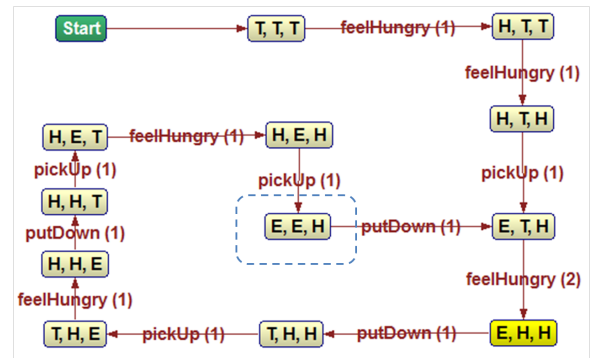 Start
T, T, T
feelHungry (1)
H, T, T
feelHungry (1)
H, T, H
pickUp (1)
E, T, H
feelHungry (2)
E, H, H
putDown (1)
T, H, H
pickUp (1)
T, H, E
feelHungry (1)
H, H, E
putDown (1)
H, H, T
pickUp (1)
H, E, T
feelHungry (1)
H, E, H
pickUp (1)
E, E, H
putDown (1)